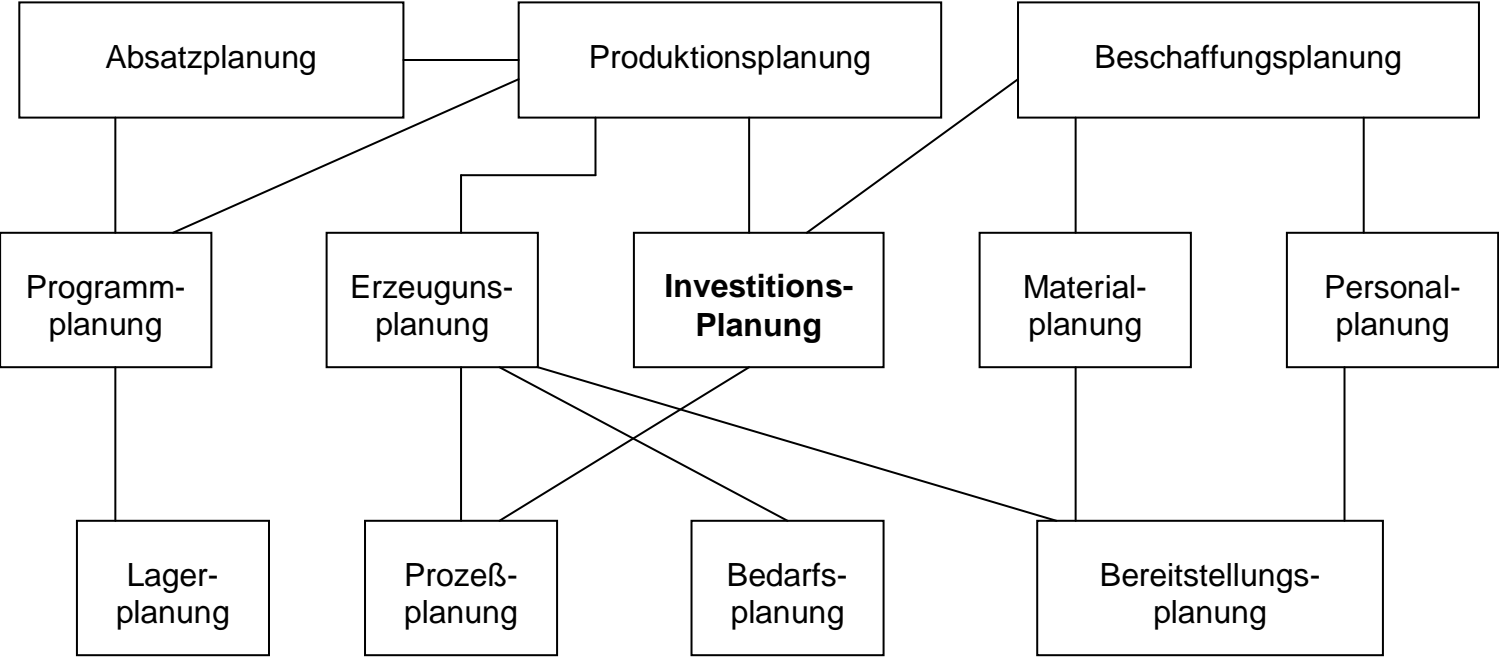 Absatzplanung
Produktionsplanung
Beschaffungsplanung
Programm-
planung
Erzeuguns-
planung
Investitions-
Planung
Material-
planung
Personal-
planung
Lager-
planung
Prozeß-
planung
Bedarfs-
planung
Bereitstellungs-
planung